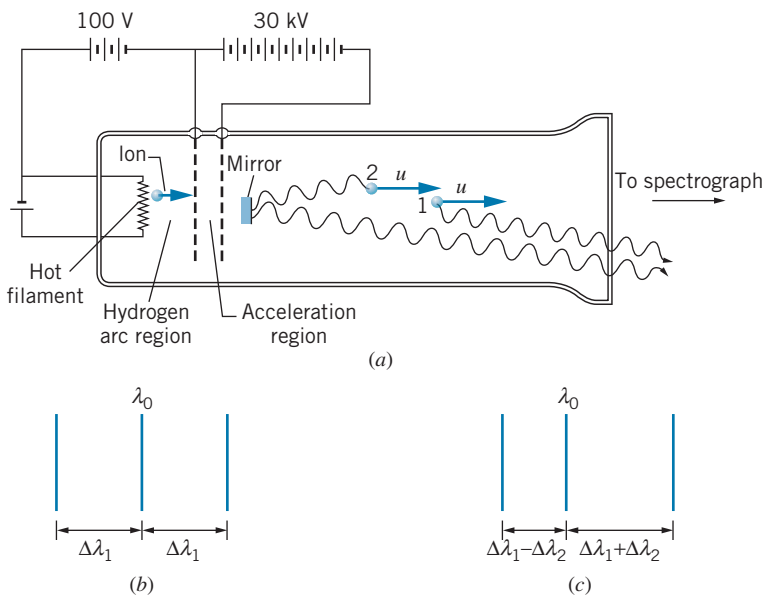 100 V
30 kV
Ion
Mirror
2
u
1
u
To spectrograph
Hot
filament
Hydrogen
arc region
Acceleration
region
(a)
λ₀
Δλ₁
Δλ₁
(b)
λ₀
Δλ₁−Δλ₂
Δλ₁+Δλ₂
(c)